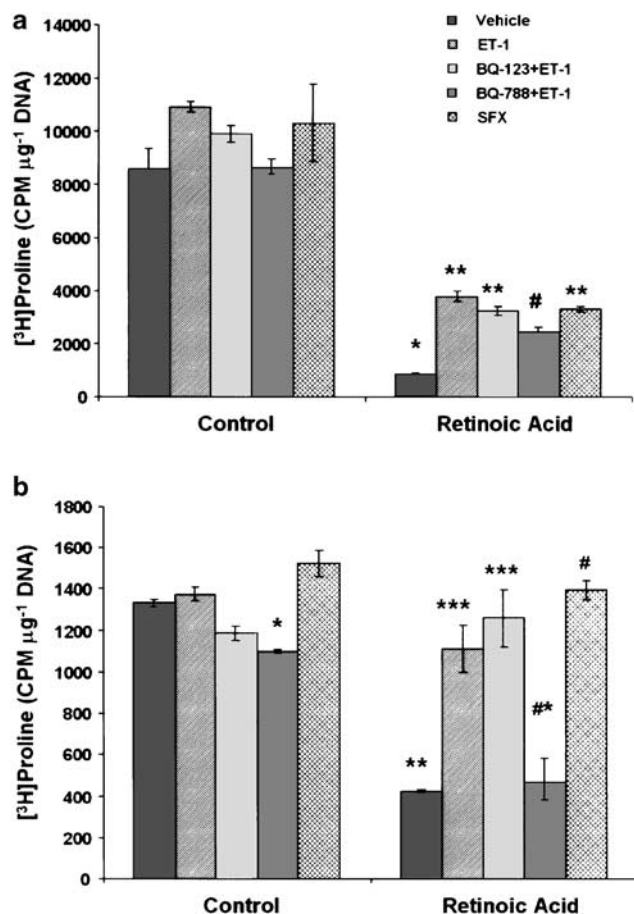 a
Vehicle
ET-1
BQ-123+ET-1
BQ-788+ET-1
SFX
[³H]Proline (CPM μg⁻¹ DNA)
14000
12000
10000
8000
6000
4000
2000
0
*
**
**
#
**
Control
Retinoic Acid
b
[³H]Proline (CPM μg⁻¹ DNA)
1800
1600
1400
1200
1000
800
600
400
200
0
*
**
***
***
#*
#
Control
Retinoic Acid